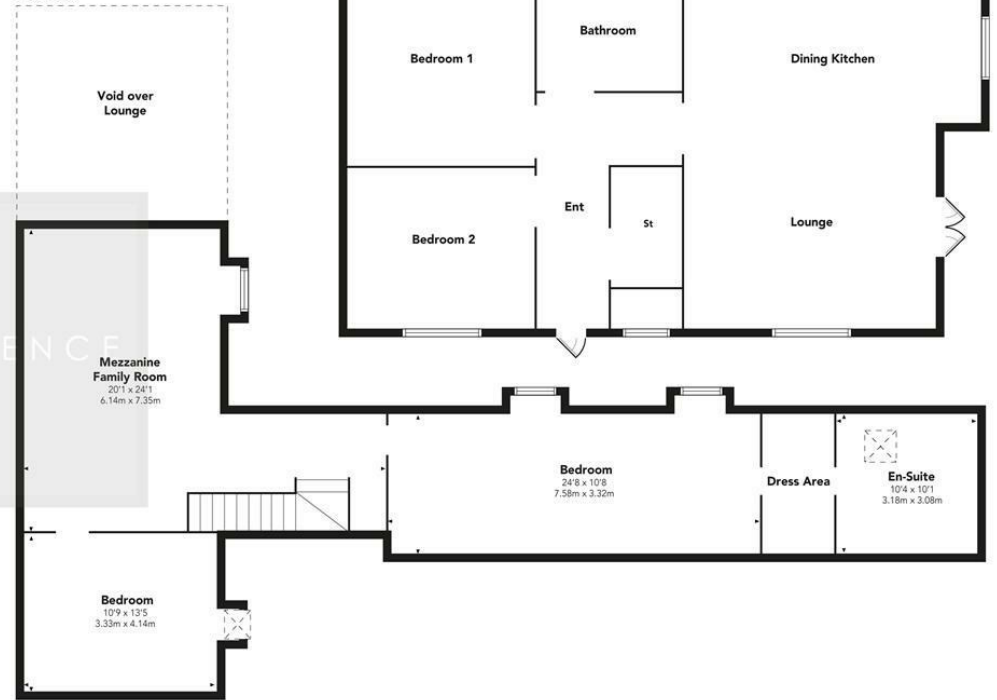 Bathroom
Bedroom 1
Dining Kitchen
Void over
Lounge
Ent
St
Lounge
Bedroom 2
ENCE
Mezzanine
Family Room
20'1 x 24'1
6.14m x 7.35m
Bedroom
24'8 x 10'8
7.58m x 3.32m
Dress Area
En-Suite
10'4 x 10'1
3.18m x 3.08m
Bedroom
10'9 x 13'5
3.33m x 4.14m